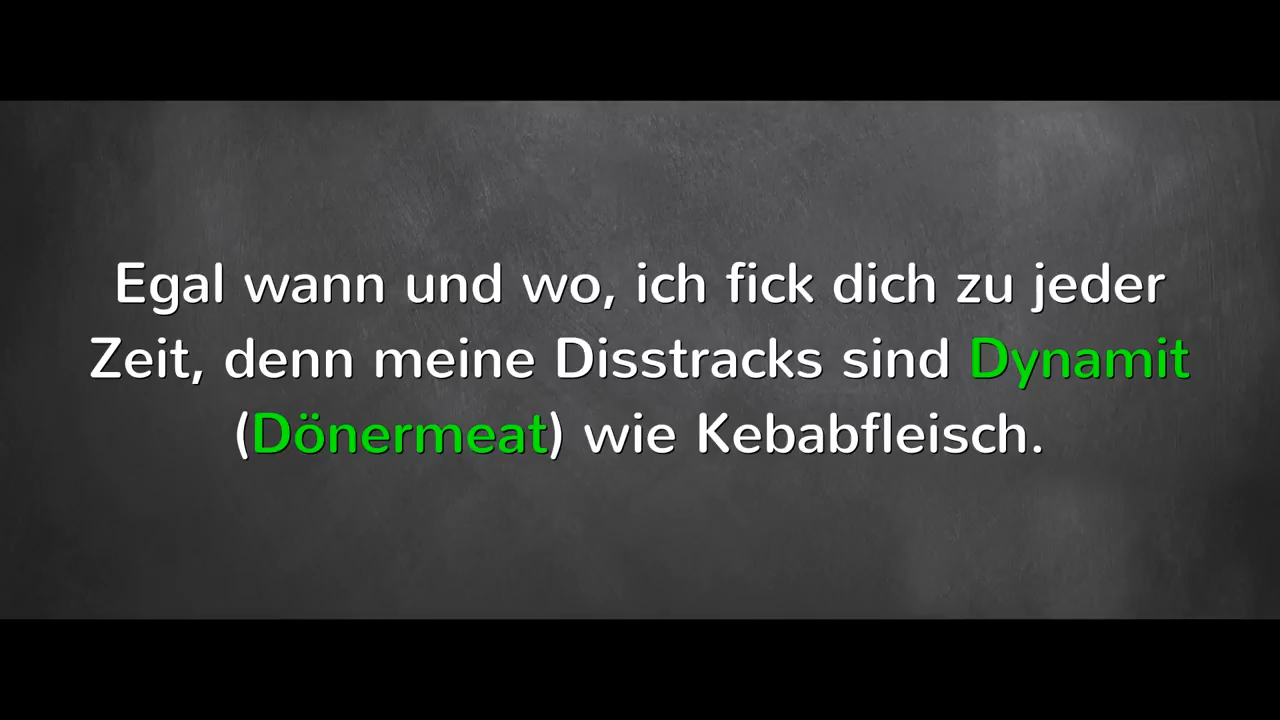 Egal wann und wo, ich fick dich zu jeder
Zeit, denn meine Disstracks sind Dynamit
(Dönermeat) wie Kebabfleisch.